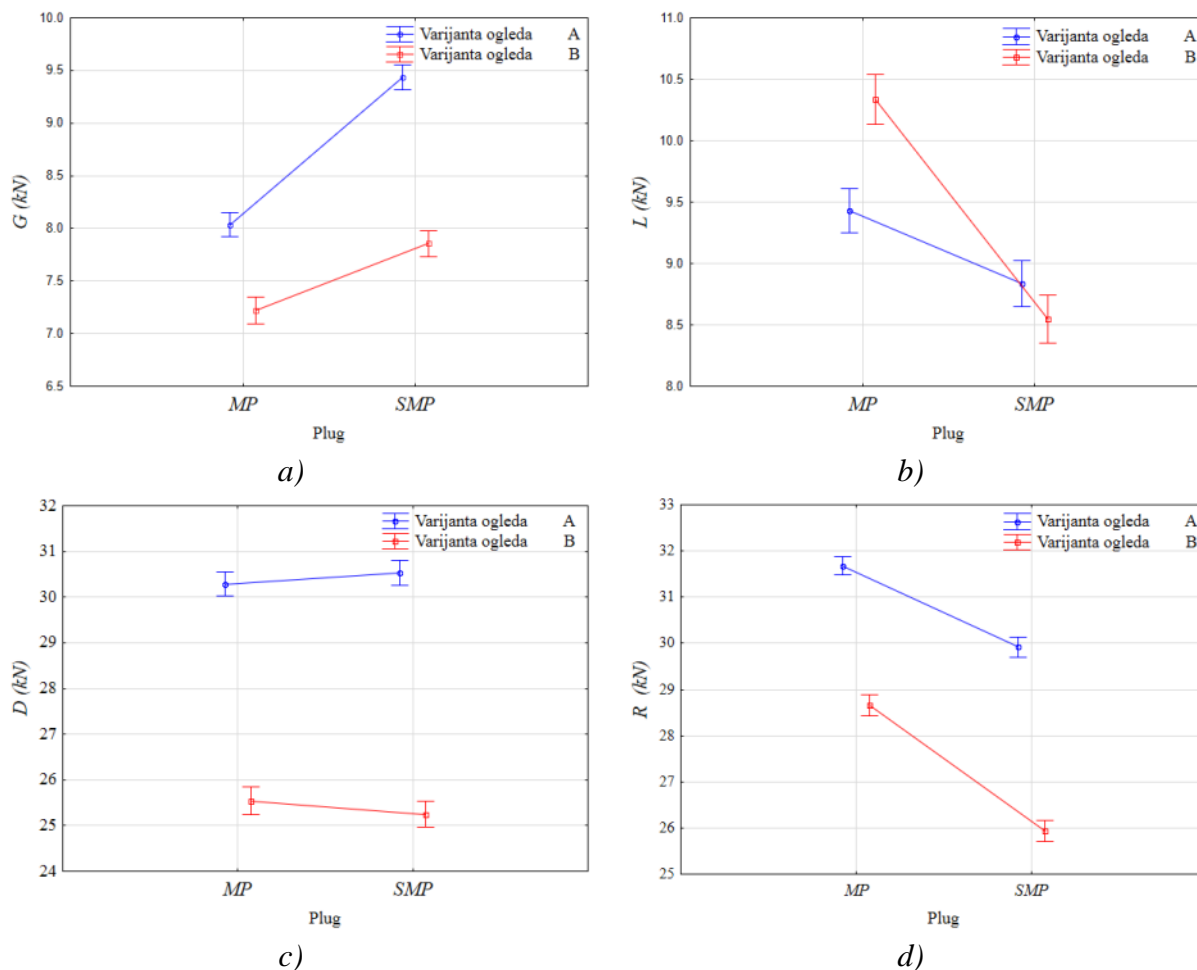 10.0
9.5
9.0
8.5
8.0
7.5
7.0
6.5
G (kN)
Varijanta ogleda A
Varijanta ogleda B
MP SMP
Plug
a)
11.0
10.5
10.0
9.5
9.0
8.5
8.0
L (kN)
Varijanta ogleda A
Varijanta ogleda B
MP SMP
Plug
b)
32
31
30
29
28
27
26
25
24
D (kN)
Varijanta ogleda A
Varijanta ogleda B
MP SMP
Plug
c)
33
32
31
30
29
28
27
26
25
R (kN)
Varijanta ogleda A
Varijanta ogleda B
MP SMP
Plug
d)